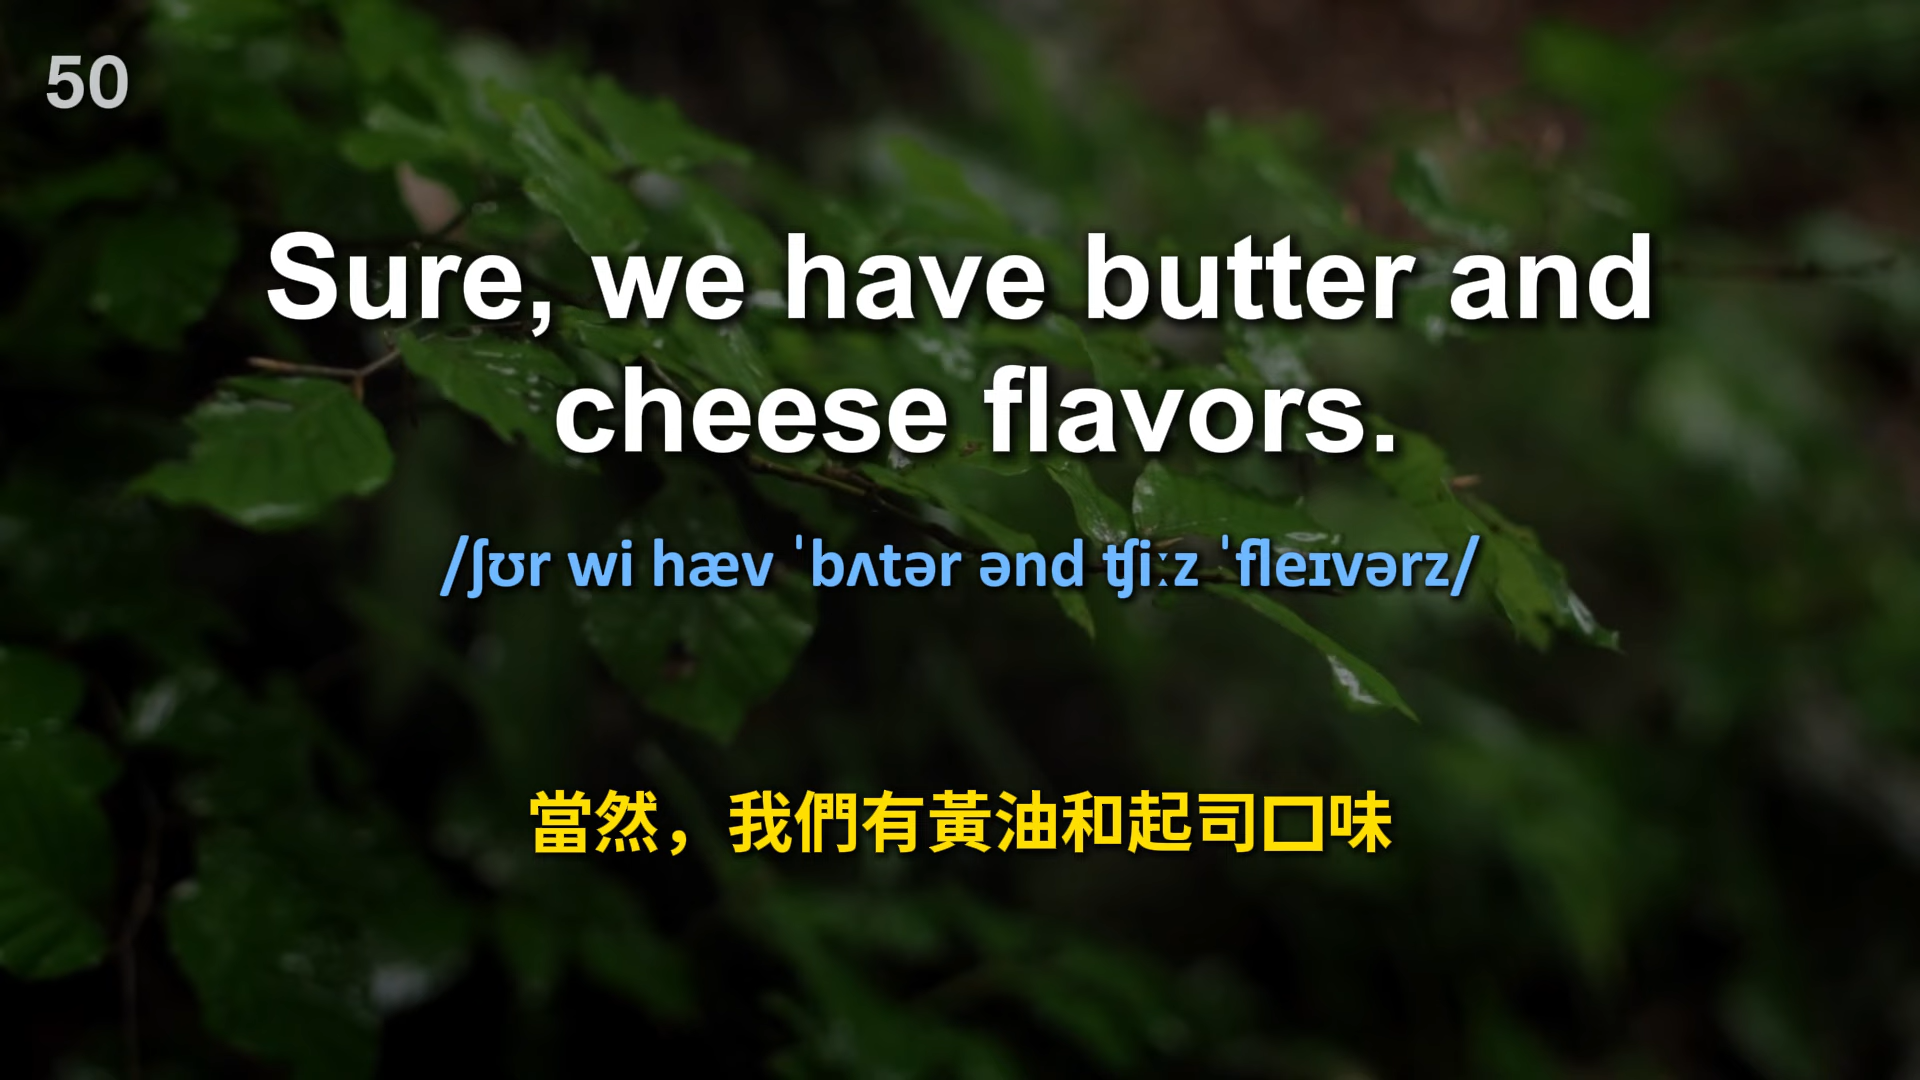 50
Sure, we have butter and
cheese flavors.
/ʃʊr wi hæv ˈbʌtər ənd ʧiːz ˈfleɪvərz/
當然，我們有黃油和起司口味